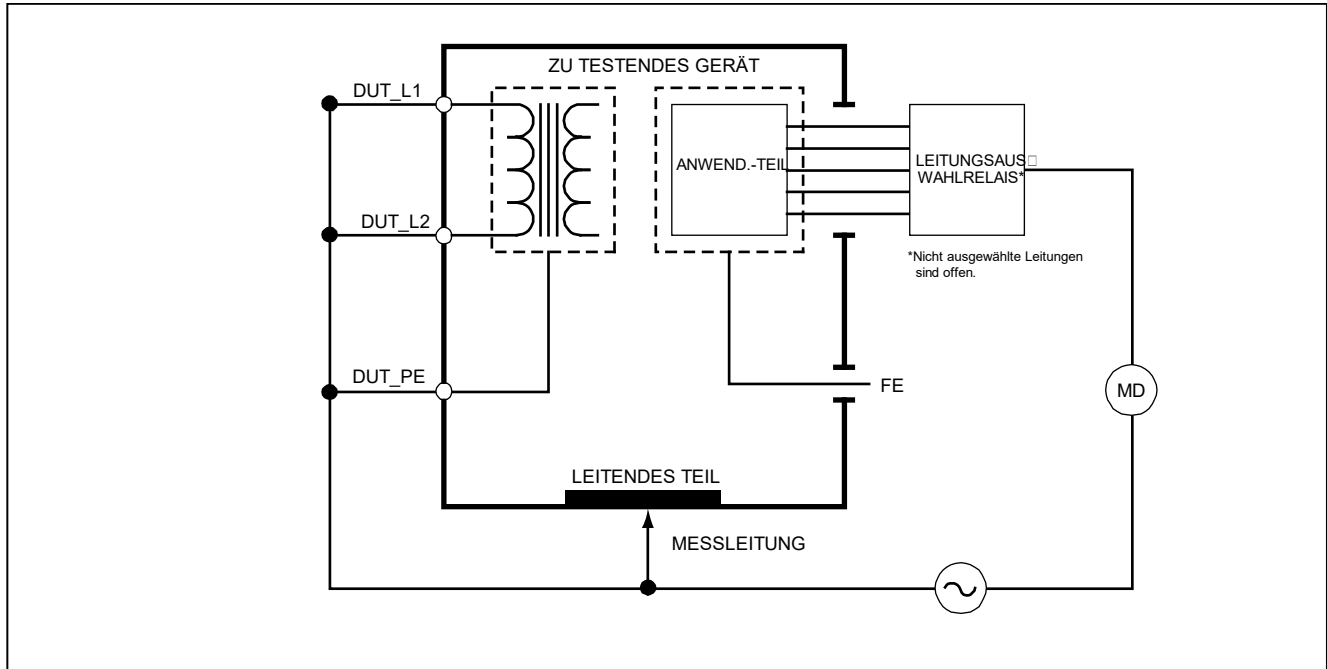 ZU TESTENDES GERÄT
DUT_L1
ANWEND.-TEIL
LEITUNGSAUS□
WAHLRELAIS*
DUT_L2
*Nicht ausgewählte Leitungen
sind offen.
DUT_PE
FE
MD
LEITENDES TEIL
MESSLEITUNG